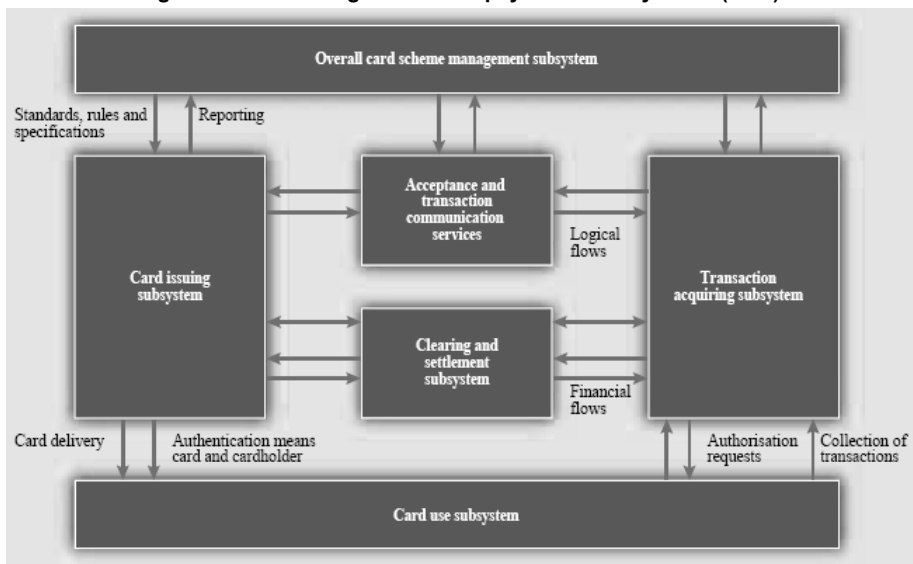 Overall card scheme management subsystem
Standards, rules and
specifications
Reporting
Acceptance and
transaction
communication
services
Logical
flows
Card issuing
subsystem
Transaction
acquiring subsystem
Clearing and
settlement
subsystem
Financial
flows
Card delivery
Authentication means
card and cardholder
Authorisation
requests
Collection of
transactions
Card use subsystem